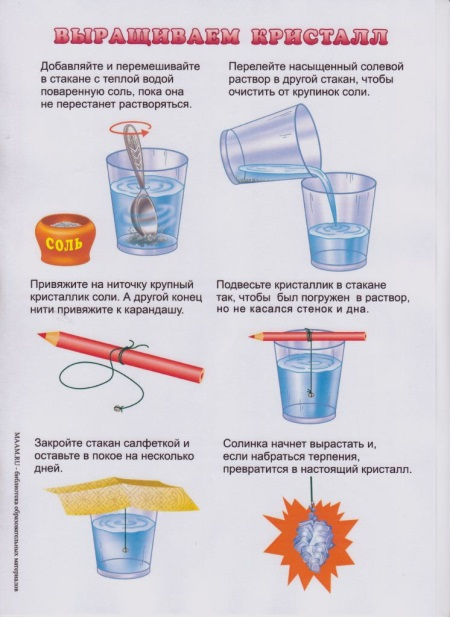 ВЫРАЩИВАЕМ КРИСТАЛЛ
Добавляйте и перемешивайте
в стакане с теплой водой
поваренную соль, пока она
не перестанет растворяться.
Перелейте насыщенный солевой
раствор в другой стакан, чтобы
очистить от крупинок соли.
СОЛЬ
Привяжите на ниточку крупный
кристаллик соли. А другой конец
нити привяжите к карандашу.
Подвесьте кристаллик в стакане
так, чтобы был погружен в раствор,
но не касался стенок и дна.
Закройте стакан салфеткой и
оставьте в покое на несколько
дней.
Солинка начнет вырастать и,
если набраться терпения,
превратится в настоящий кристалл.
MAAM.RU - библиотека образовательных материалов